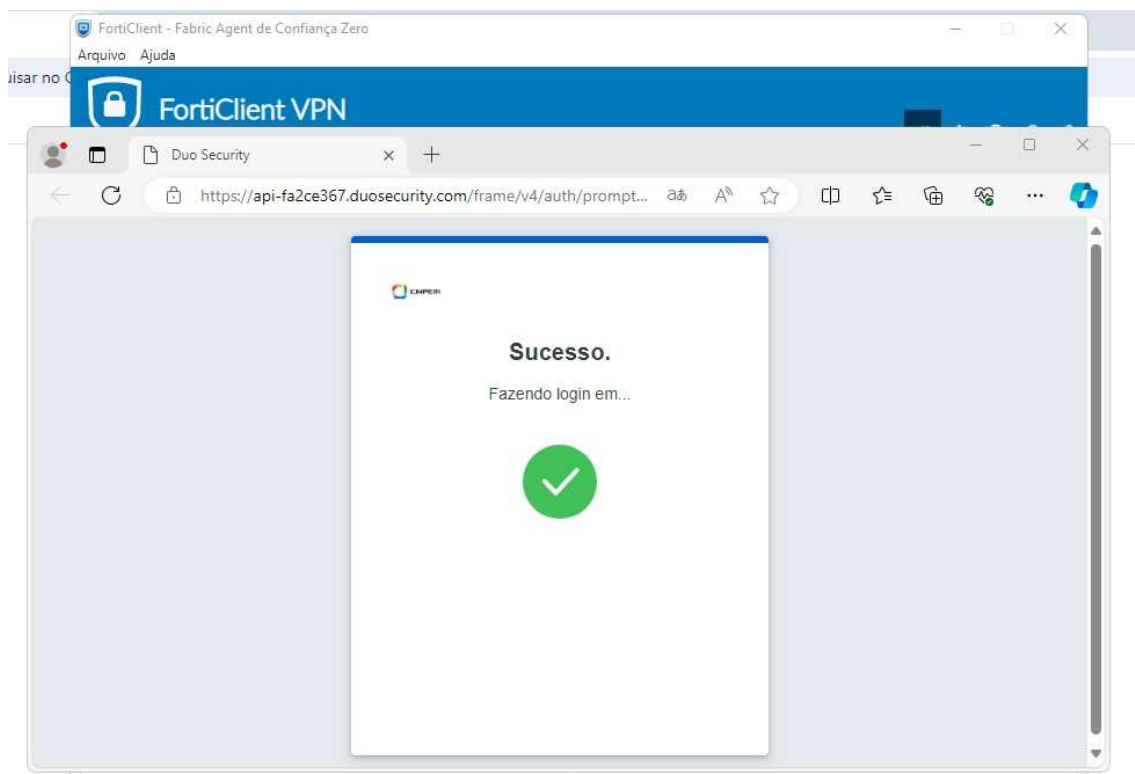 FortiClient - Fabric Agent de Confiança Zero
Arquivo Ajuda
uisar no
FortiClient VPN
Duo Security
https://api-fa2ce367.duosecurity.com/frame/v4/auth/prompt...
CNPEM
Sucesso.
Fazendo login em...